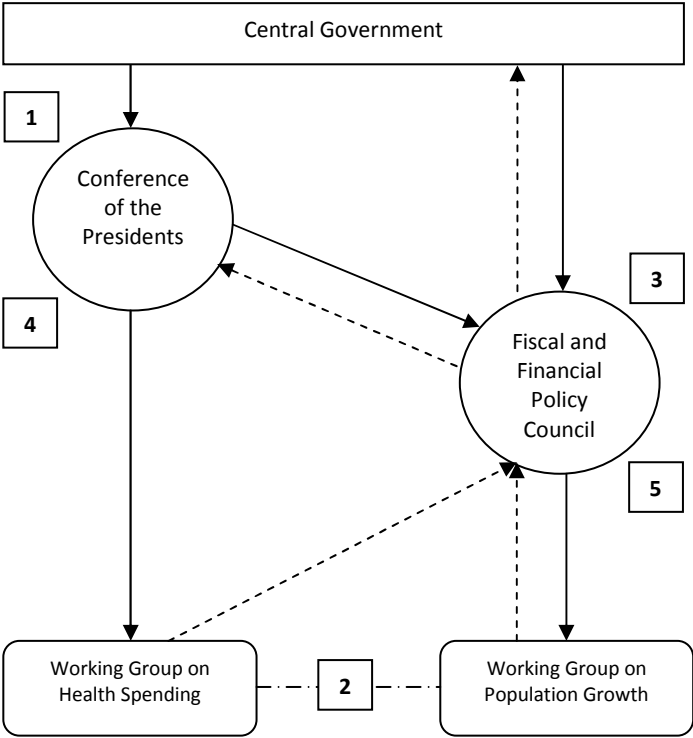 Central Government
1
Conference
of the
Presidents
3
4
Fiscal and
Financial
Policy
Council
5
Working Group on
Health Spending
2
Working Group on
Population Growth